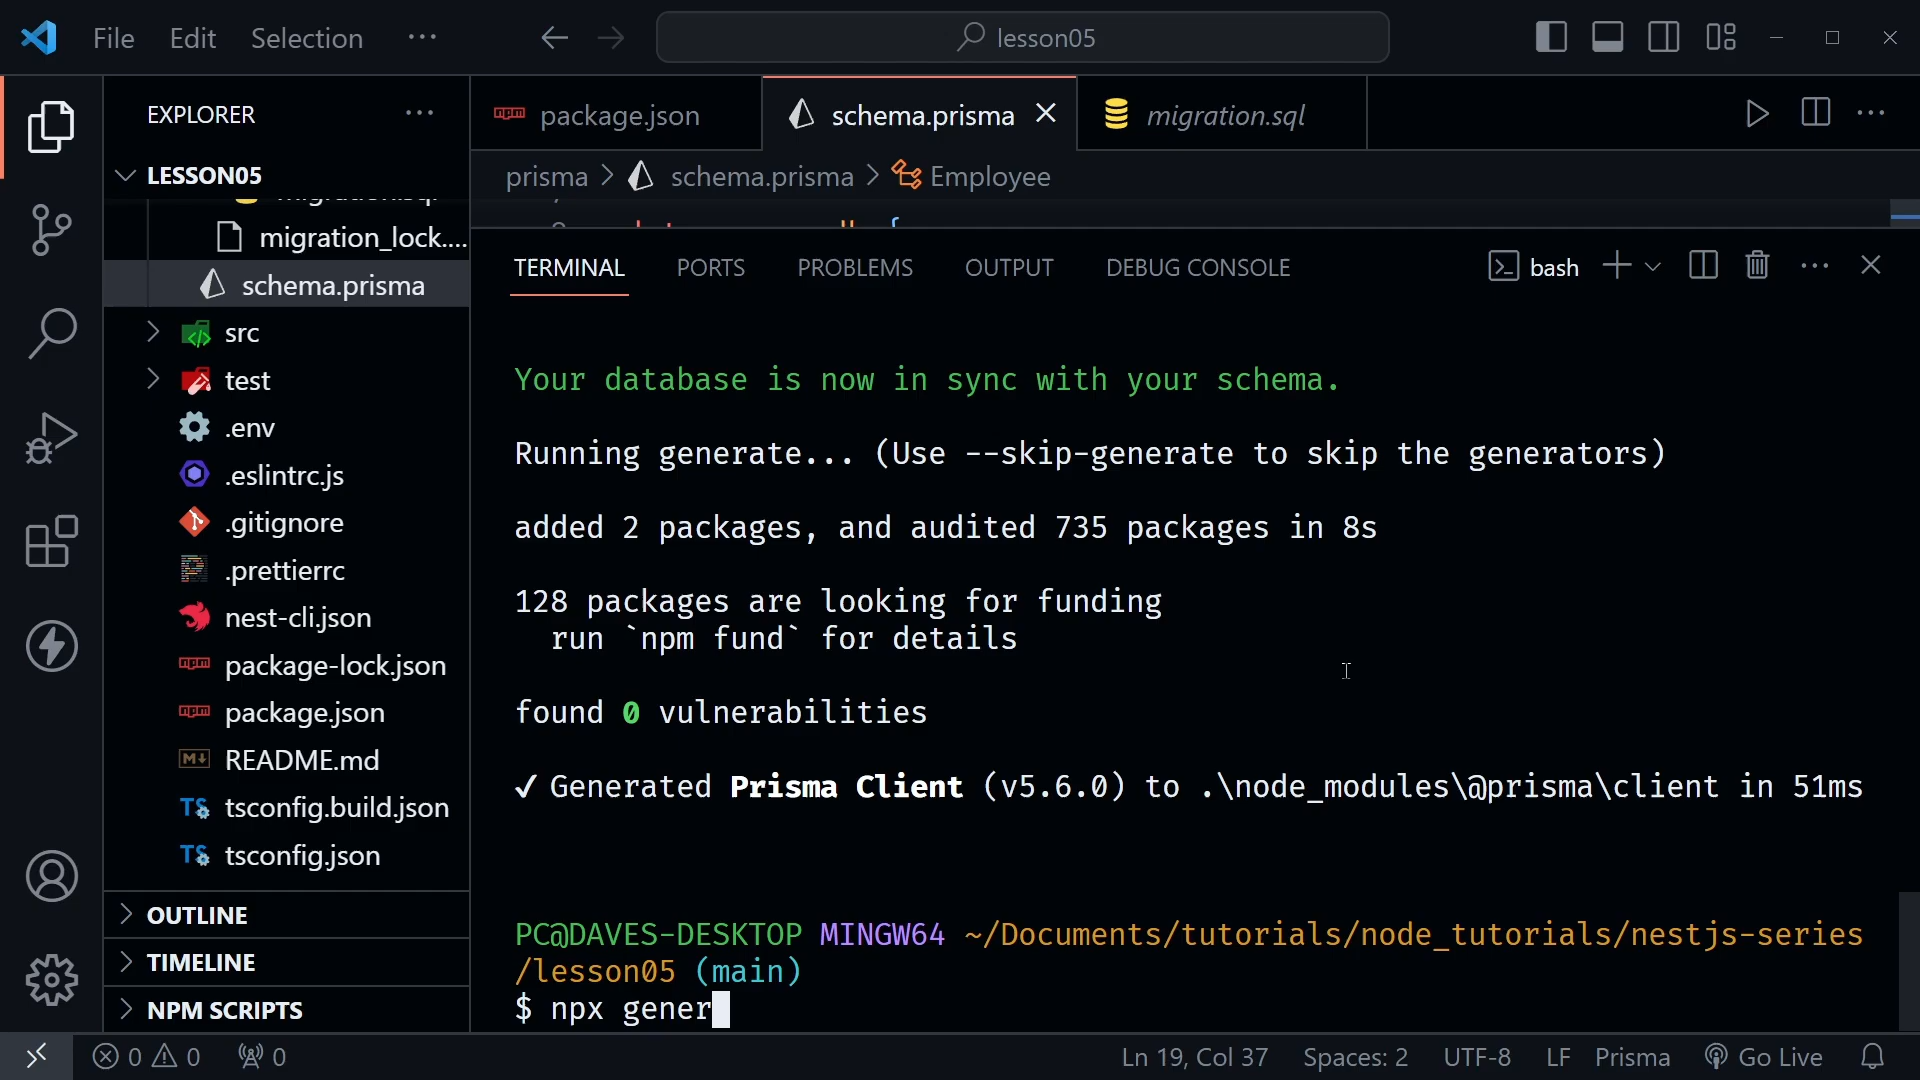 File Edit Selection ··· lesson05
EXPLORER ···
package.json schema.prisma migration.sql
LESSON05
prisma > schema.prisma > Employee
migration_lock....
schema.prisma
src
test
.env
.eslintrc.js
.gitignore
.prettierrc
nest-cli.json
package-lock.json
package.json
README.md
tsconfig.build.json
tsconfig.json
OUTLINE
TIMELINE
NPM SCRIPTS
TERMINAL PORTS PROBLEMS OUTPUT DEBUG CONSOLE bash
Your database is now in sync with your schema.
Running generate... (Use --skip-generate to skip the generators)
added 2 packages, and audited 735 packages in 8s
128 packages are looking for funding
run `npm fund` for details
found 0 vulnerabilities
✓ Generated Prisma Client (v5.6.0) to .\node_modules\@prisma\client in 51ms
PC@DAVES-DESKTOP MINGW64 ~/Documents/tutorials/node_tutorials/nestjs-series
/lesson05 (main)
$ npx gener
0 0 0 Ln 19, Col 37 Spaces: 2 UTF-8 LF Prisma Go Live